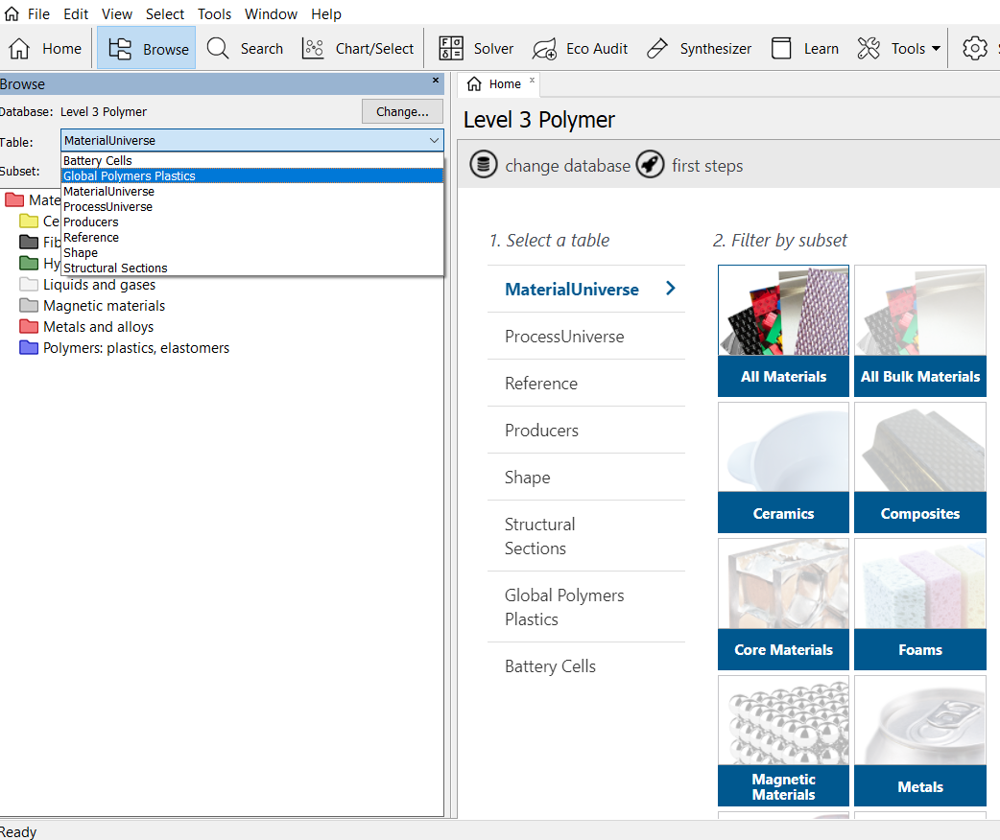 File Edit View Select Tools Window Help
Home Browse Search Chart/Select Solver Eco Audit Synthesizer Learn Tools
Browse
Database: Level 3 Polymer Change...
Table: MaterialUniverse
Subset:
Battery Cells
Global Polymers Plastics
MaterialUniverse
ProcessUniverse
Producers
Reference
Shape
Structural Sections
Mate
Ce
Fib
Hy
Liquids and gases
Magnetic materials
Metals and alloys
Polymers: plastics, elastomers
Home
Level 3 Polymer
change database first steps
1. Select a table
MaterialUniverse
ProcessUniverse
Reference
Producers
Shape
Structural
Sections
Global Polymers
Plastics
Battery Cells
2. Filter by subset
All Materials
All Bulk Materials
Ceramics
Composites
Core Materials
Foams
Magnetic
Materials
Metals
Ready